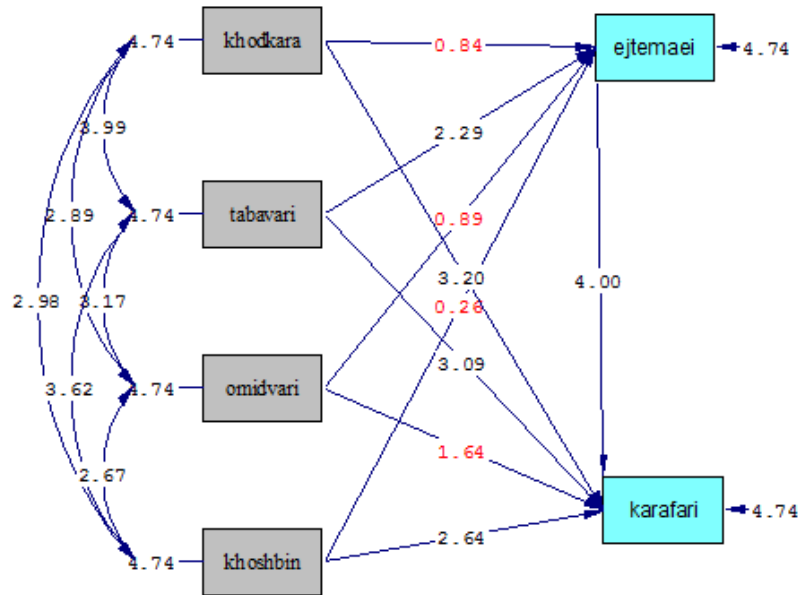 4.74 khodkara 0.84 ejtemaei 4.74
3.99
2.29
2.89 4.74 tabavari 0.89
2.98 3.17 3.20 4.00
0.26
3.62 4.74 omidvari 3.09
2.67 1.64
4.74 khoshbin 2.64 karafari 4.74